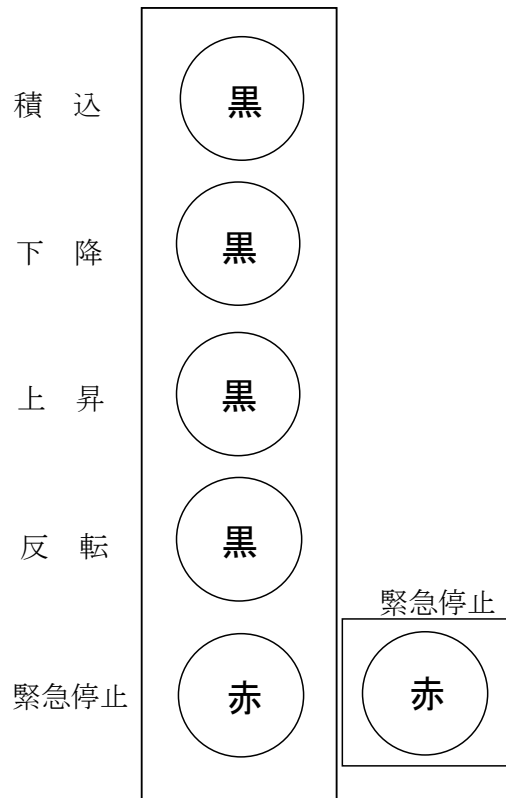 積　込　黒
下　降　黒
上　昇　黒
反　転　黒
緊急停止
緊急停止　赤　赤